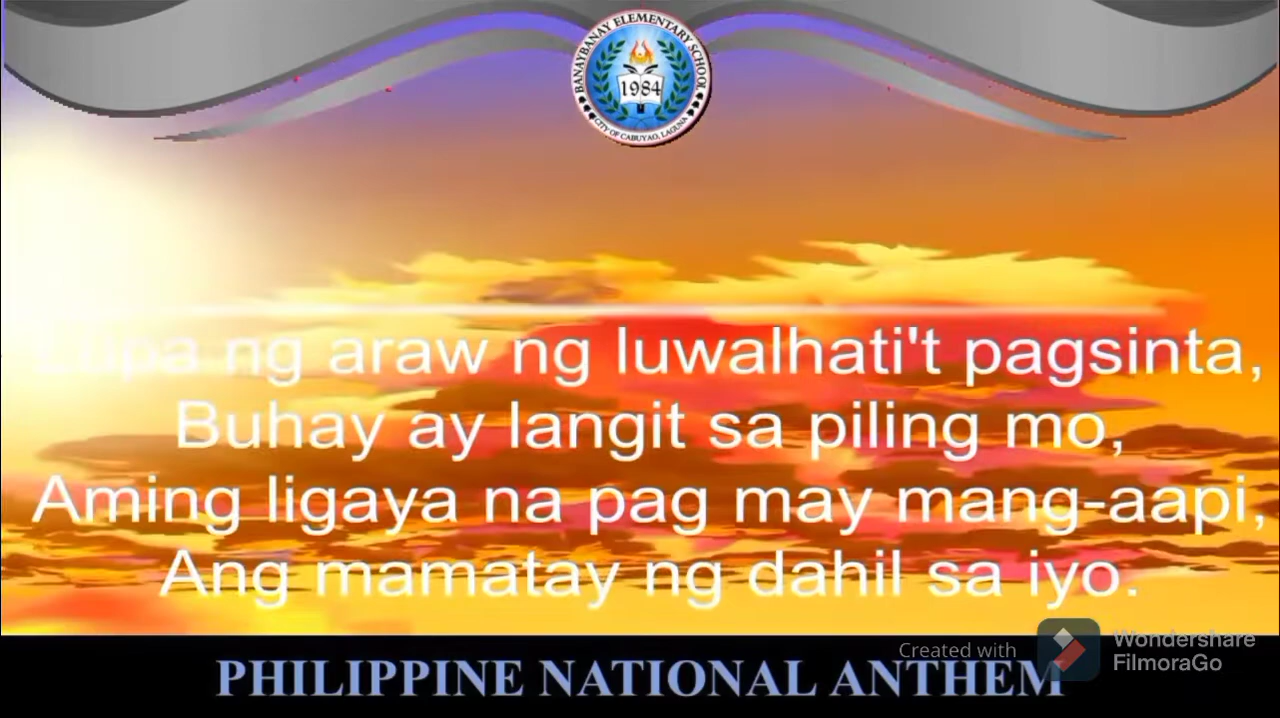 BANAYBANAY ELEMENTARY SCHOOL
1984
CITY OF CABUYAO, LAGUNA
Lupa ng araw ng luwalhati't pagsinta,
Buhay ay langit sa piling mo,
Aming ligaya na pag may mang-aapi,
Ang mamatay ng dahil sa iyo.
Created with
Wondershare
FilmoraGo
PHILIPPINE NATIONAL ANTHEM